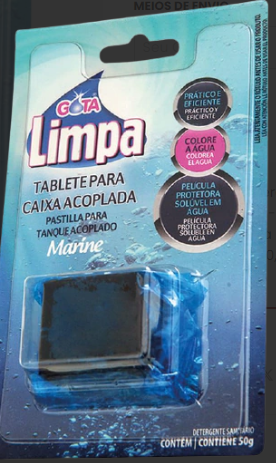 MEIOS DE ENVIO
GOTA
Limpa
TABLETE PARA
CAIXA ACOPLADA
PASTILLA PARA
TANQUE ACOPLADO
Marine
PRÁTICO E
EFICIENTE
PRÁCTICO Y
EFICIENTE
COLORE
A ÁGUA
COLOREA
EL AGUA
PELÍCULA
PROTETORA
SOLÚVEL EM
ÁGUA
PELÍCULA
PROTECTORA
SOLUBLE EN
AGUA
DETERGENTE SANITÁRIO
CONTÉM | CONTIENE 50g